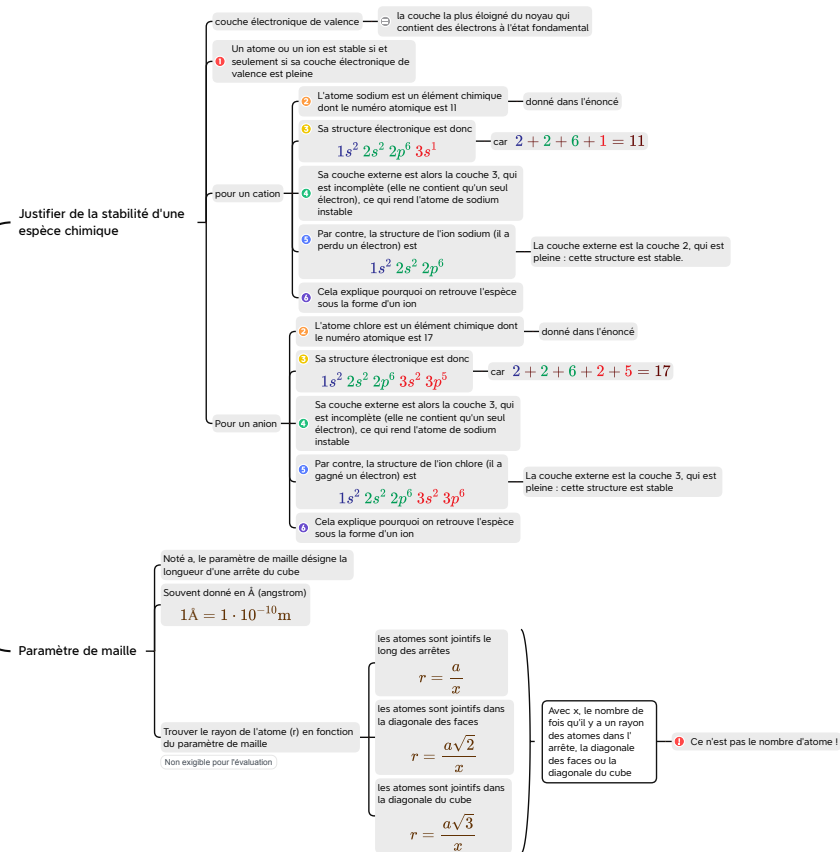 Justifier de la stabilité d'une
espèce chimique
couche électronique de valence
la couche la plus éloigné du noyau qui
contient des électrons à l'état fondamental
1 Un atome ou un ion est stable si et
seulement si sa couche électronique de
valence est pleine
pour un cation
2 L'atome sodium est un élément chimique
dont le numéro atomique est 11
donné dans l'énoncé
3 Sa structure électronique est donc
1s² 2s² 2p⁶ 3s¹
car 2 + 2 + 6 + 1 = 11
4 Sa couche externe est alors la couche 3, qui
est incomplète (elle ne contient qu'un seul
électron), ce qui rend l'atome de sodium
instable
5 Par contre, la structure de l'ion sodium (il a
perdu un électron) est
1s² 2s² 2p⁶
La couche externe est la couche 2, qui est
pleine : cette structure est stable.
6 Cela explique pourquoi on retrouve l'espèce
sous la forme d'un ion
Pour un anion
2 L'atome chlore est un élément chimique dont
le numéro atomique est 17
donné dans l'énoncé
3 Sa structure électronique est donc
1s² 2s² 2p⁶ 3s² 3p⁵
car 2 + 2 + 6 + 2 + 5 = 17
4 Sa couche externe est alors la couche 3, qui
est incomplète (elle ne contient qu'un seul
électron), ce qui rend l'atome de sodium
instable
5 Par contre, la structure de l'ion chlore (il a
gagné un électron) est
1s² 2s² 2p⁶ 3s² 3p⁶
La couche externe est la couche 3, qui est
pleine : cette structure est stable
6 Cela explique pourquoi on retrouve l'espèce
sous la forme d'un ion
Paramètre de maille
Noté a, le paramètre de maille désigne la
longueur d'une arrête du cube
Souvent donné en Å (angstrom)
1Å = 1 · 10⁻¹⁰m
Trouver le rayon de l'atome (r) en fonction
du paramètre de maille
Non exigible pour l'évaluation
les atomes sont jointifs le
long des arrêtes
r = a/x
les atomes sont jointifs dans
la diagonale des faces
r = a√2/x
les atomes sont jointifs dans
la diagonale du cube
r = a√3/x
Avec x, le nombre de
fois qu'il y a un rayon
des atomes dans l'
arrête, la diagonale
des faces ou la
diagonale du cube
! Ce n'est pas le nombre d'atome !